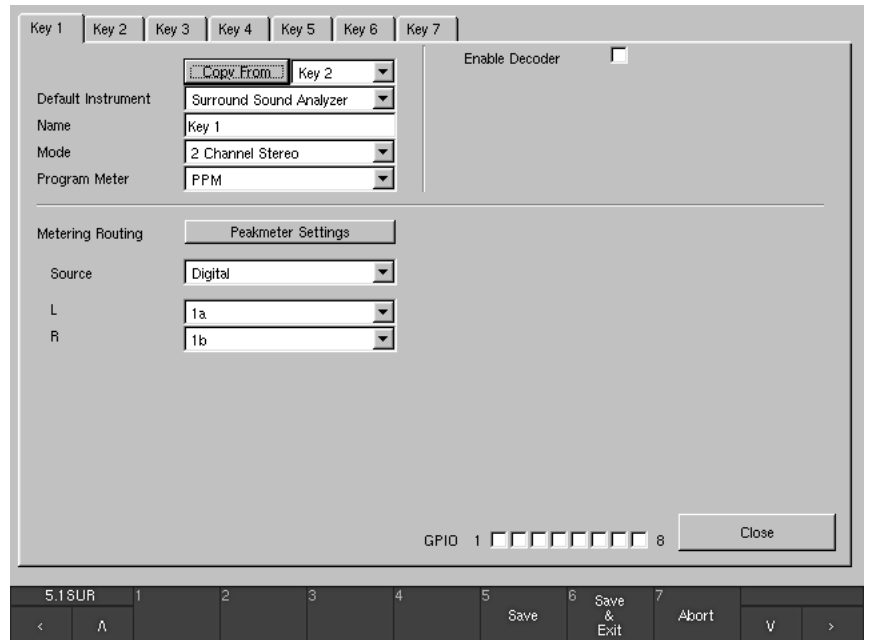 Key 1 Key 2 Key 3 Key 4 Key 5 Key 6 Key 7
Copy From Key 2
Enable Decoder
Default Instrument Surround Sound Analyzer
Name Key 1
Mode 2 Channel Stereo
Program Meter PPM
Metering Routing Peakmeter Settings
Source Digital
L 1a
R 1b
GPIO 1 8 Close
5.1SUR 1 2 3 4 5 Save 6 Save & Exit 7 Abort
< Λ V >